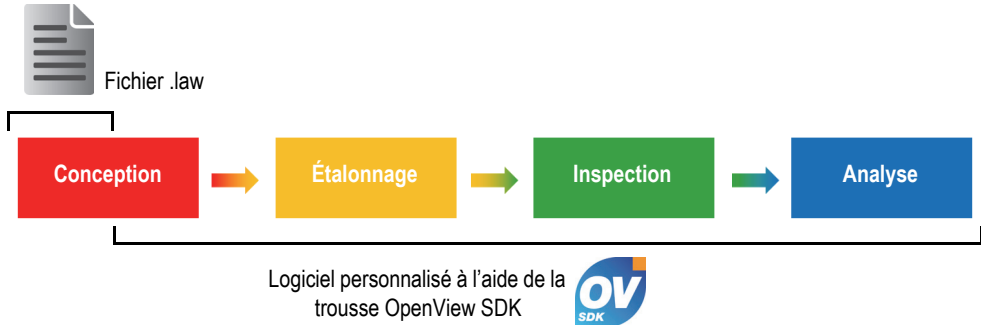 Fichier .law
Conception
Étalonnage
Inspection
Analyse
Logiciel personnalisé à l’aide de la
trousse OpenView SDK
OV
SDK